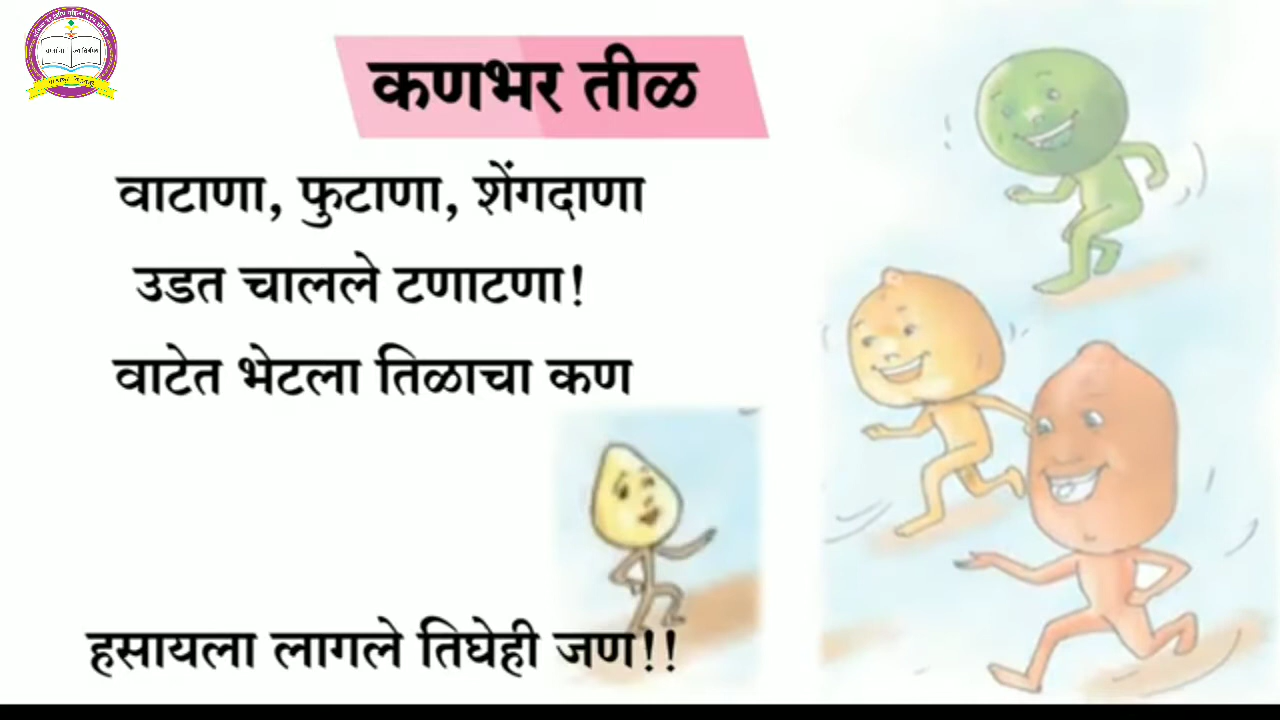 कणभर तीळ
वाटाणा, फुटाणा, शेंगदाणा
उडत चालले टणाटणा!
वाटेत भेटला तिळाचा कण
हसायला लागले तिघेही जण!!